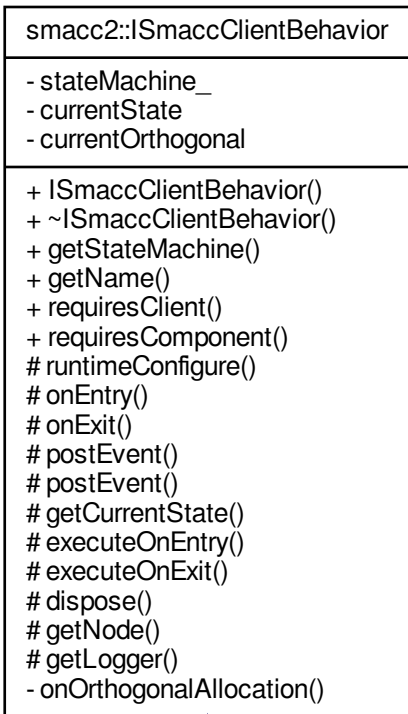 smacc2::ISmaccClientBehavior
- stateMachine_
- currentState
- currentOrthogonal
+ ISmaccClientBehavior()
+ ~ISmaccClientBehavior()
+ getStateMachine()
+ getName()
+ requiresClient()
+ requiresComponent()
# runtimeConfigure()
# onEntry()
# onExit()
# postEvent()
# postEvent()
# getCurrentState()
# executeOnEntry()
# executeOnExit()
# dispose()
# getNode()
# getLogger()
- onOrthogonalAllocation()